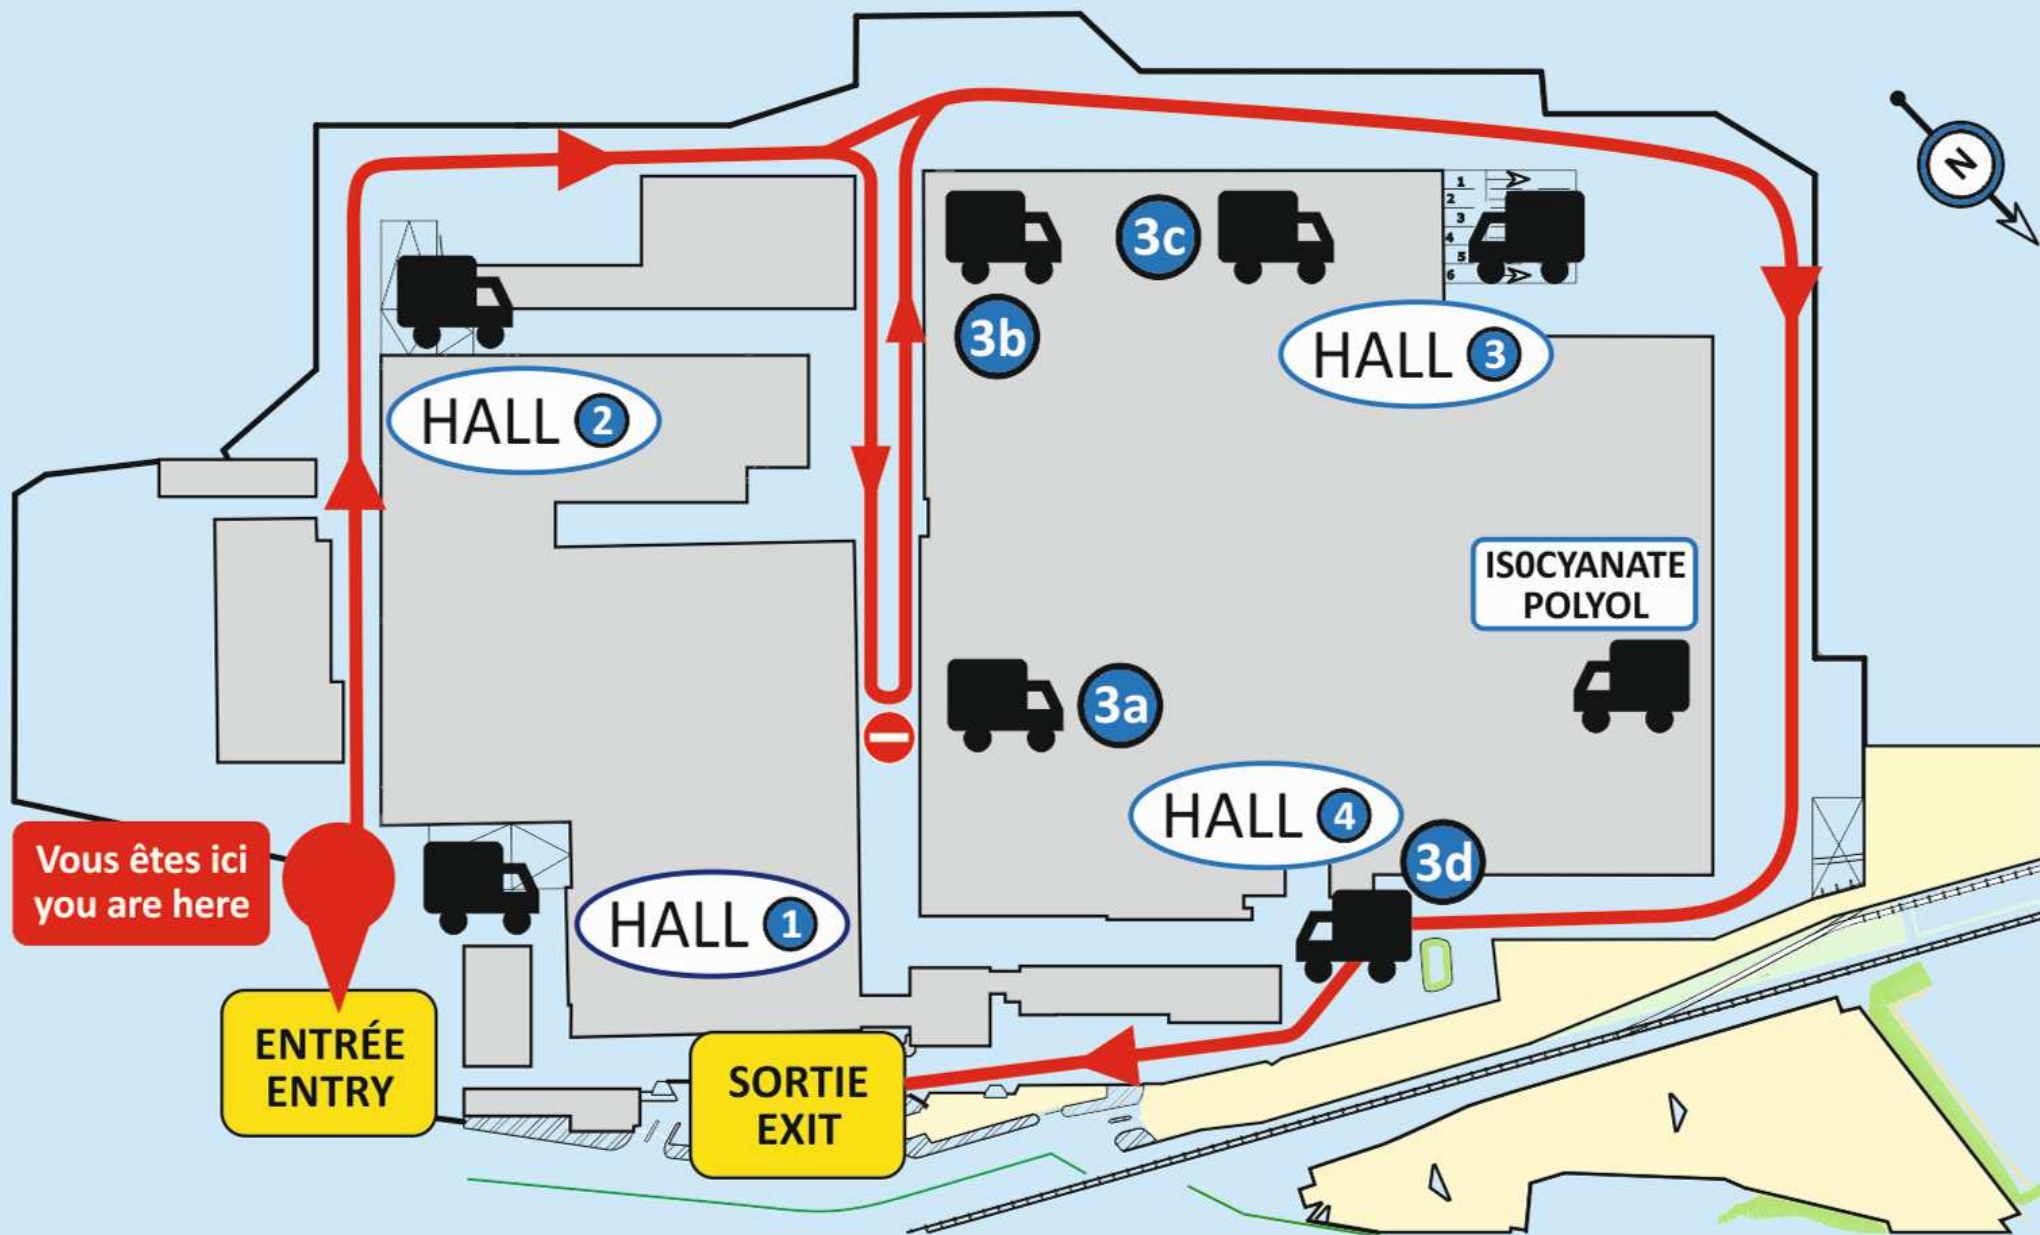 N
1
2
3
4
5
6
3c
3b
HALL 3
HALL 2
ISOCYANATE
POLYOL
3a
HALL 4
3d
Vous êtes ici
you are here
HALL 1
ENTRÉE
ENTRY
SORTIE
EXIT